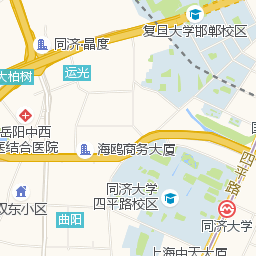 复旦大学邯郸校区
同济·晶度
大柏树
运光
岳阳中西
医结合医院
海鸥商务大厦
四平路
同济大学
四平路校区
双东小区
曲阳
同济大学
上海中天大厦